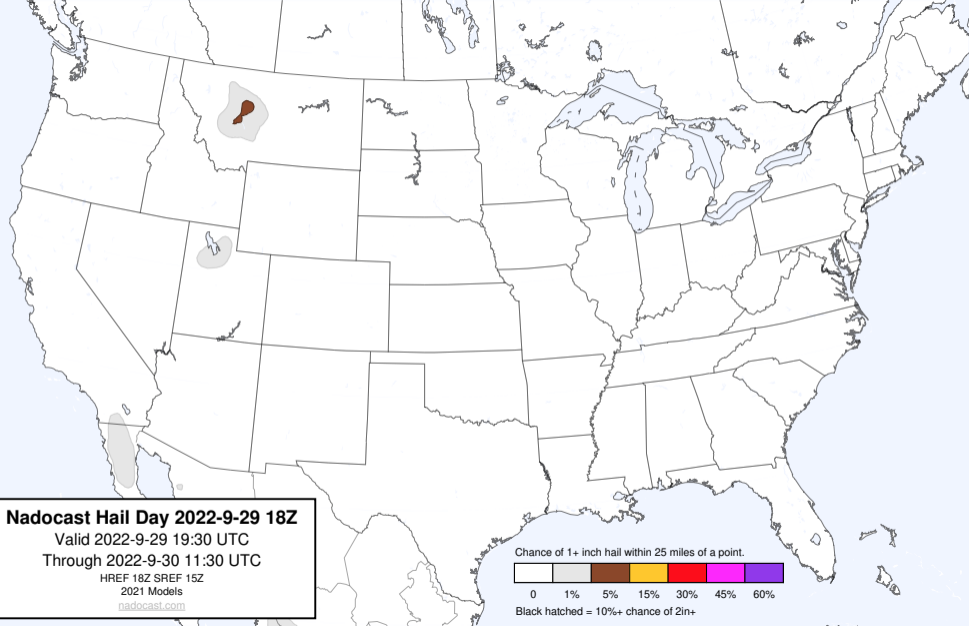 Nadocast Hail Day 2022-9-29 18Z
Valid 2022-9-29 19:30 UTC
Through 2022-9-30 11:30 UTC
HREF 18Z SREF 15Z
2021 Models
nadocast.com
Chance of 1+ inch hail within 25 miles of a point.
0 1% 5% 15% 30% 45% 60%
Black hatched = 10%+ chance of 2in+